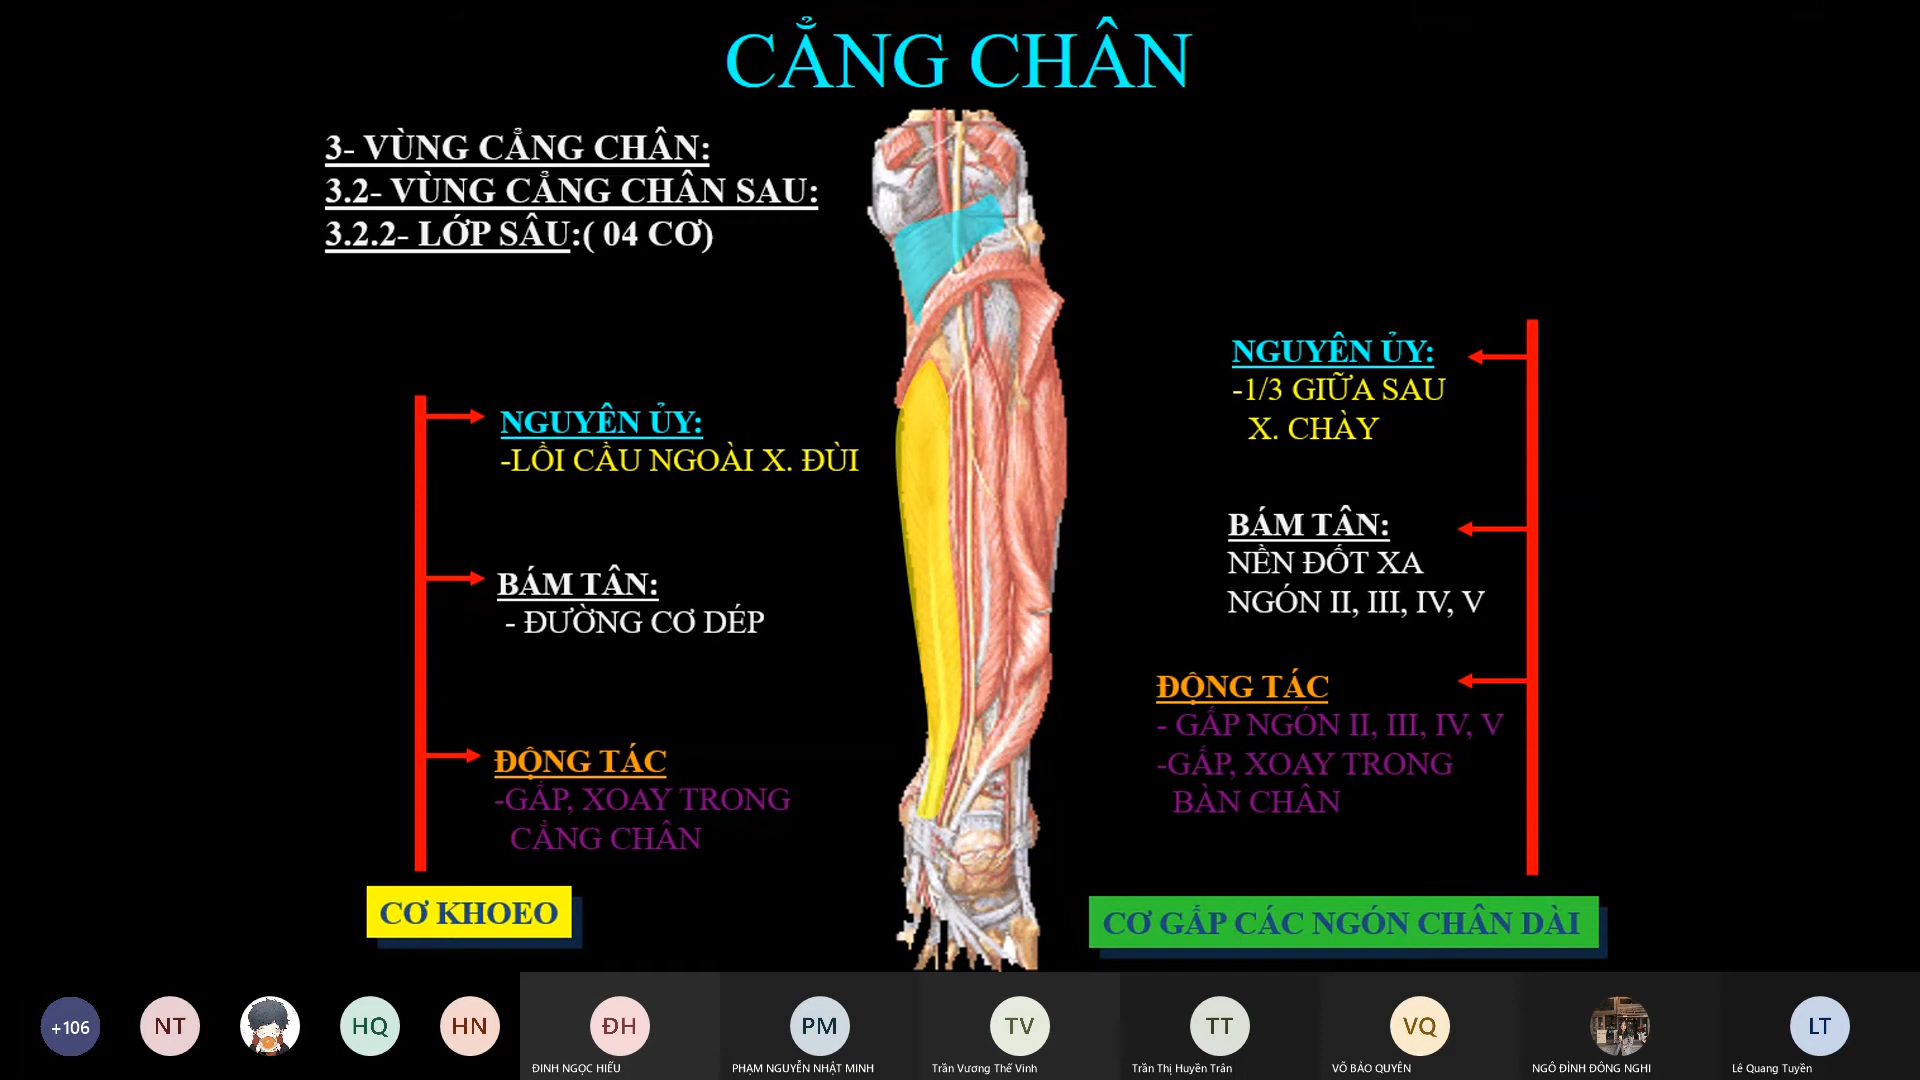 CẲNG CHÂN
3- VÙNG CẲNG CHÂN:
3.2- VÙNG CẲNG CHÂN SAU:
3.2.2- LỚP SÂU:( 04 CƠ)
NGUYÊN ỦY:
-LỒI CẦU NGOÀI X. ĐÙI
BÁM TÂN:
- ĐƯỜNG CƠ DÉP
ĐỘNG TÁC
-GẤP, XOAY TRONG
CẲNG CHÂN
CƠ KHOEO
NGUYÊN ỦY:
-1/3 GIỮA SAU
X. CHÀY
BÁM TÂN:
NỀN ĐỐT XA
NGÓN II, III, IV, V
ĐỘNG TÁC
- GẤP NGÓN II, III, IV, V
-GẤP, XOAY TRONG
BÀN CHÂN
CƠ GẤP CÁC NGÓN CHÂN DÀI
+106
NT
HQ
HN
ĐH
PM
TV
TT
VQ
LT
ĐINH NGỌC HIẾU
PHẠM NGUYỄN NHẬT MINH
Trần Vương Thế Vinh
Trần Thị Huyền Trân
VÕ BẢO QUYÊN
NGÔ ĐÌNH ĐÔNG NGHI
Lê Quang Tuyền